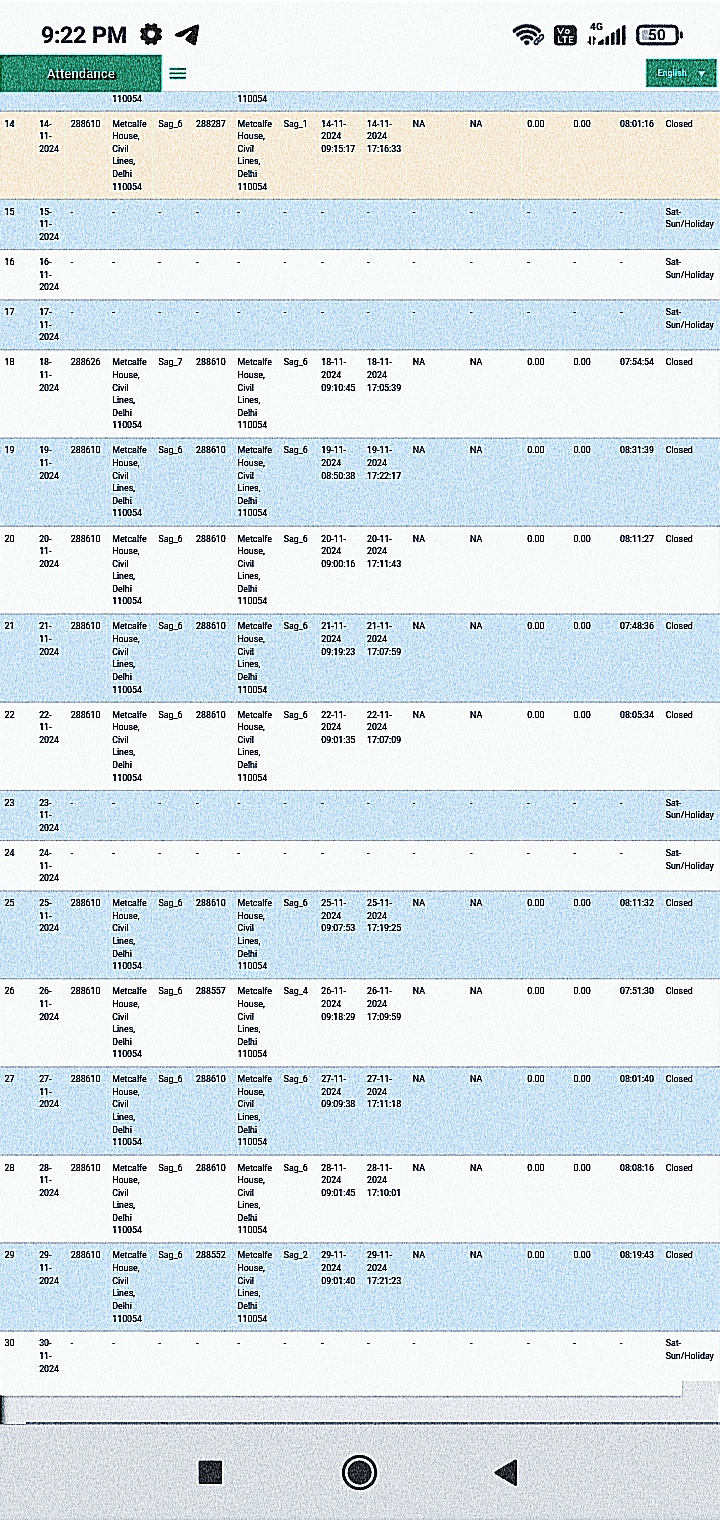 9:22 PM 4G Vo LTE 50
Attendance English
110054 110054
14 14- 288610 Metcalfe Sag_6 288287 Metcalfe Sag_1 14-11- 14-11- NA NA 0.00 0.00 08:01:16 Closed
11- House, House, 2024 2024
2024 Civil Civil 09:15:17 17:16:33
Lines, Lines,
Delhi Delhi
110054 110054
15 15- - - - - - - - - - - - - - Sat-
11- Sun/Holiday
2024
16 16- - - - - - - - - - - - - - Sat-
11- Sun/Holiday
2024
17 17- - - - - - - - - - - - - - Sat-
11- Sun/Holiday
2024
18 18- 288626 Metcalfe Sag_7 288610 Metcalfe Sag_6 18-11- 18-11- NA NA 0.00 0.00 07:54:54 Closed
11- House, House, 2024 2024
2024 Civil Civil 09:10:45 17:05:39
Lines, Lines,
Delhi Delhi
110054 110054
19 19- 288610 Metcalfe Sag_6 288610 Metcalfe Sag_6 19-11- 19-11- NA NA 0.00 0.00 08:31:39 Closed
11- House, House, 2024 2024
2024 Civil Civil 08:50:38 17:22:17
Lines, Lines,
Delhi Delhi
110054 110054
20 20- 288610 Metcalfe Sag_6 288610 Metcalfe Sag_6 20-11- 20-11- NA NA 0.00 0.00 08:11:27 Closed
11- House, House, 2024 2024
2024 Civil Civil 09:00:16 17:11:43
Lines, Lines,
Delhi Delhi
110054 110054
21 21- 288610 Metcalfe Sag_6 288610 Metcalfe Sag_6 21-11- 21-11- NA NA 0.00 0.00 07:48:36 Closed
11- House, House, 2024 2024
2024 Civil Civil 09:19:23 17:07:59
Lines, Lines,
Delhi Delhi
110054 110054
22 22- 288610 Metcalfe Sag_6 288610 Metcalfe Sag_6 22-11- 22-11- NA NA 0.00 0.00 08:05:34 Closed
11- House, House, 2024 2024
2024 Civil Civil 09:01:35 17:07:09
Lines, Lines,
Delhi Delhi
110054 110054
23 23- - - - - - - - - - - - - - Sat-
11- Sun/Holiday
2024
24 24- - - - - - - - - - - - - - Sat-
11- Sun/Holiday
2024
25 25- 288610 Metcalfe Sag_6 288610 Metcalfe Sag_6 25-11- 25-11- NA NA 0.00 0.00 08:11:32 Closed
11- House, House, 2024 2024
2024 Civil Civil 09:07:53 17:19:25
Lines, Lines,
Delhi Delhi
110054 110054
26 26- 288610 Metcalfe Sag_6 288557 Metcalfe Sag_4 26-11- 26-11- NA NA 0.00 0.00 07:51:30 Closed
11- House, House, 2024 2024
2024 Civil Civil 09:18:29 17:09:59
Lines, Lines,
Delhi Delhi
110054 110054
27 27- 288610 Metcalfe Sag_6 288610 Metcalfe Sag_6 27-11- 27-11- NA NA 0.00 0.00 08:01:40 Closed
11- House, House, 2024 2024
2024 Civil Civil 09:09:38 17:11:18
Lines, Lines,
Delhi Delhi
110054 110054
28 28- 288610 Metcalfe Sag_6 288610 Metcalfe Sag_6 28-11- 28-11- NA NA 0.00 0.00 08:08:16 Closed
11- House, House, 2024 2024
2024 Civil Civil 09:01:45 17:10:01
Lines, Lines,
Delhi Delhi
110054 110054
29 29- 288610 Metcalfe Sag_6 288552 Metcalfe Sag_2 29-11- 29-11- NA NA 0.00 0.00 08:19:43 Closed
11- House, House, 2024 2024
2024 Civil Civil 09:01:40 17:21:23
Lines, Lines,
Delhi Delhi
110054 110054
30 30- - - - - - - - - - - - - - Sat-
11- Sun/Holiday
2024